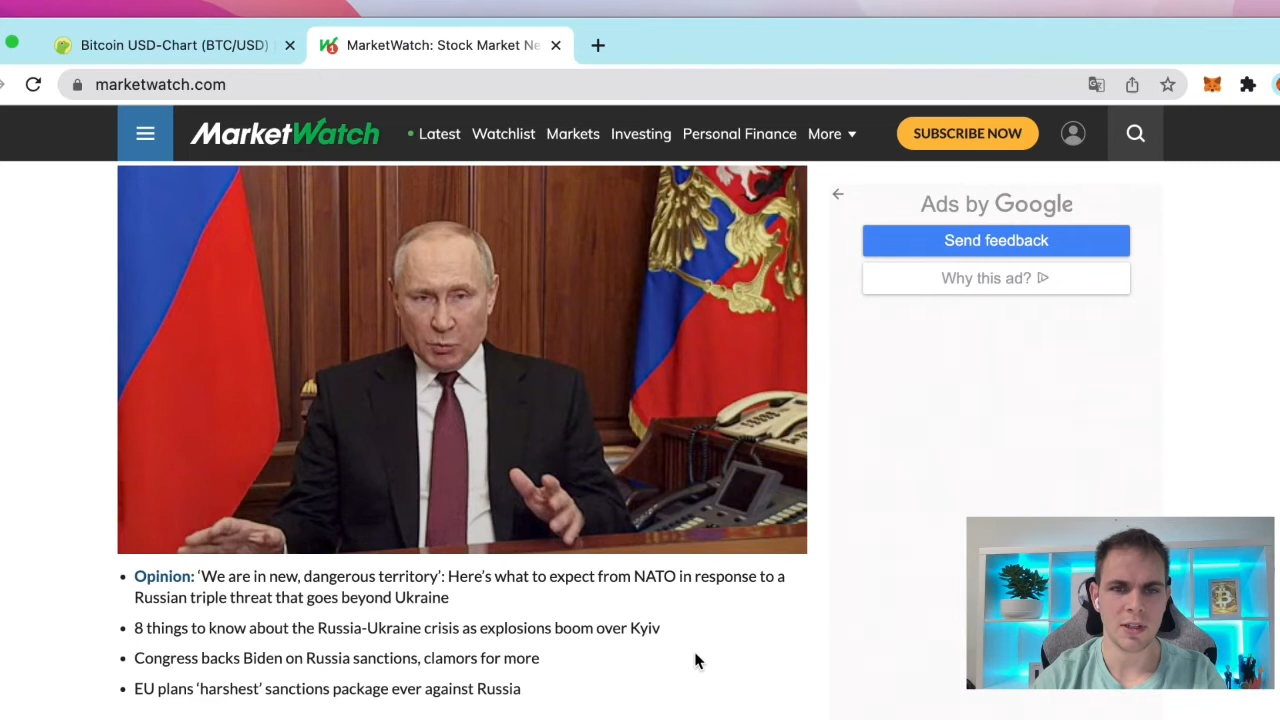 Bitcoin USD-Chart (BTC/USD)
MarketWatch: Stock Market Ne
marketwatch.com
MarketWatch
Latest Watchlist Markets Investing Personal Finance More
SUBSCRIBE NOW
Ads by Google
Send feedback
Why this ad?
Opinion: ‘We are in new, dangerous territory’: Here’s what to expect from NATO in response to a
Russian triple threat that goes beyond Ukraine
8 things to know about the Russia-Ukraine crisis as explosions boom over Kyiv
Congress backs Biden on Russia sanctions, clamors for more
EU plans ‘harshest’ sanctions package ever against Russia